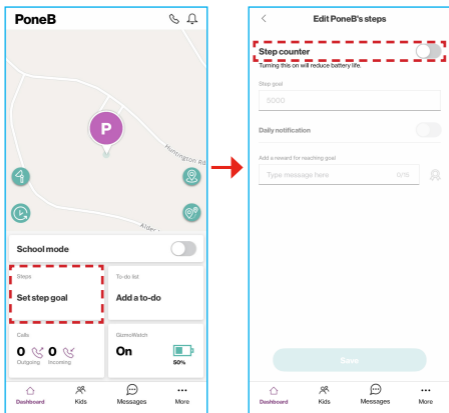 PoneB
P
Huntington Rd
Alder
School mode
Steps
Set step goal
To-do list
Add a to-do
Calls
0 0
Outgoing Incoming
GizmoWatch
On
50%
Dashboard Kids Messages More
Edit PoneB's steps
Step counter
Turning this on will reduce battery life.
Step goal
5000
Daily notification
Add a reward for reaching goal
Type message here 0/15
Save
Dashboard Kids Messages More